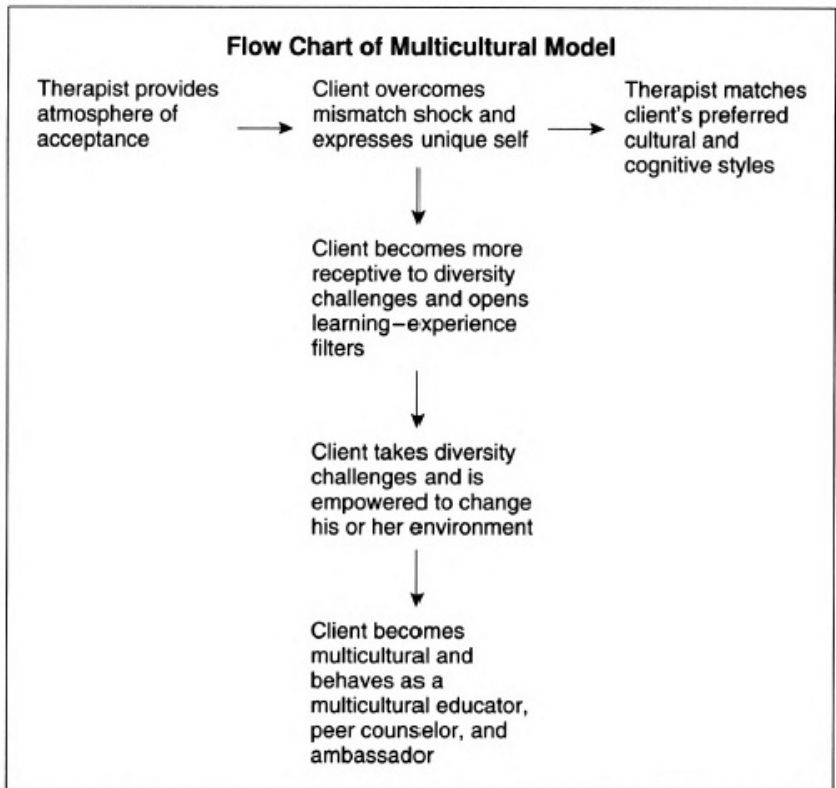 Flow Chart of Multicultural Model
Therapist provides
atmosphere of
acceptance
Client overcomes
mismatch shock and
expresses unique self
Therapist matches
client's preferred
cultural and
cognitive styles
Client becomes more
receptive to diversity
challenges and opens
learning–experience
filters
Client takes diversity
challenges and is
empowered to change
his or her environment
Client becomes
multicultural and
behaves as a
multicultural educator,
peer counselor, and
ambassador